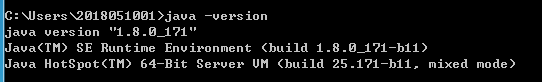 C:\Users\2018051001>java -version
java version "1.8.0_171"
Java(TM) SE Runtime Environment (build 1.8.0_171-b11)
Java HotSpot(TM) 64-Bit Server VM (build 25.171-b11, mixed mode)